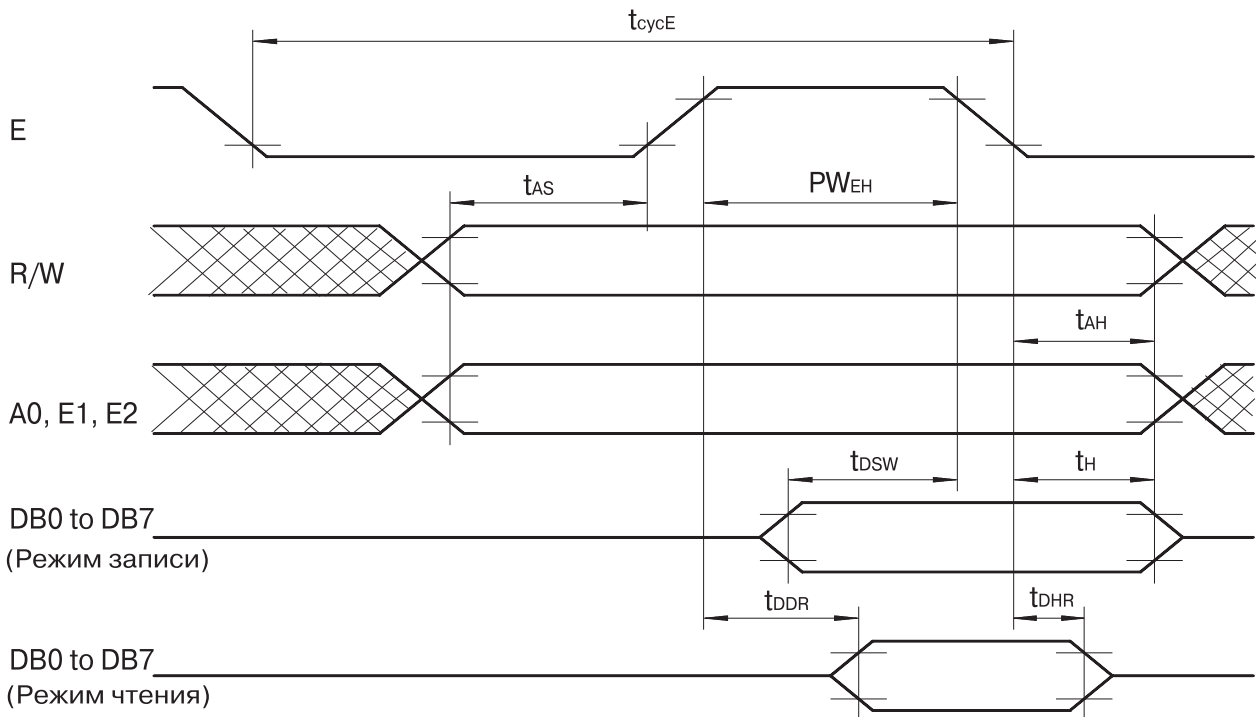 tcycE
E
tAS
PWEH
R/W
tAH
A0, E1, E2
tDSW
tH
DB0 to DB7
(Режим записи)
tDDR
tDHR
DB0 to DB7
(Режим чтения)